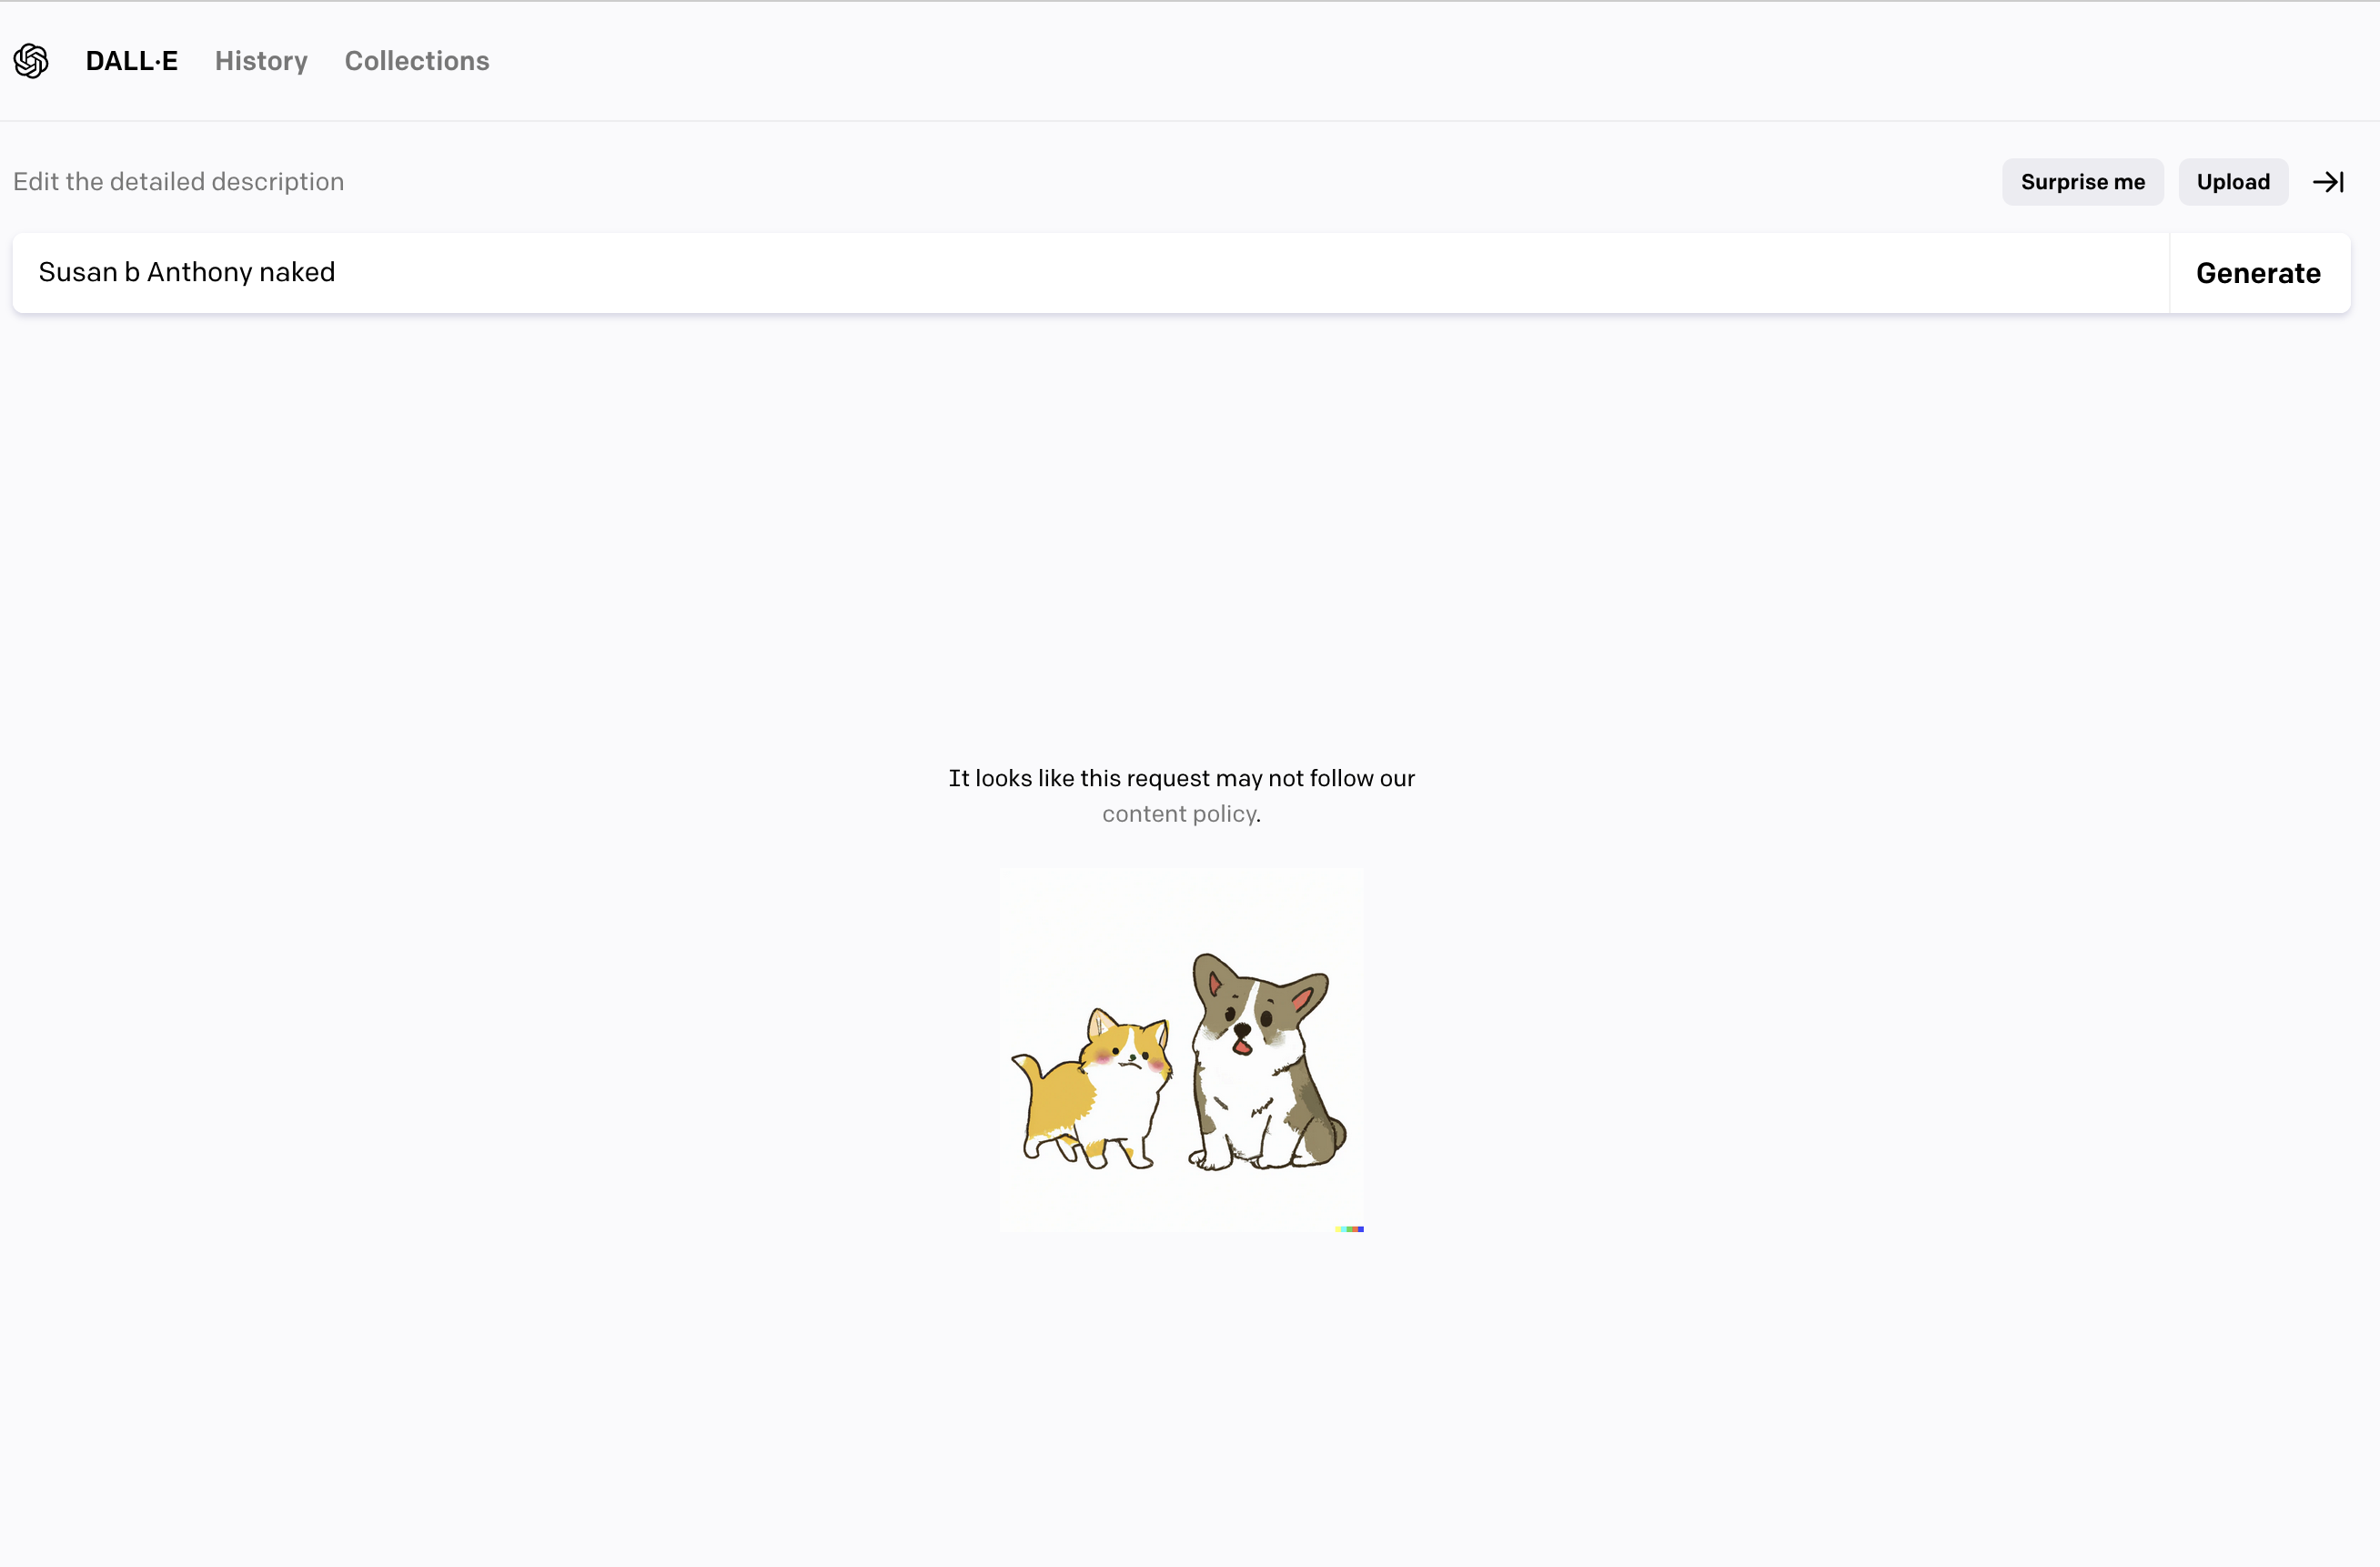 DALL·E History Collections
Edit the detailed description
Surprise me Upload
Susan b Anthony naked
Generate
It looks like this request may not follow our
content policy.